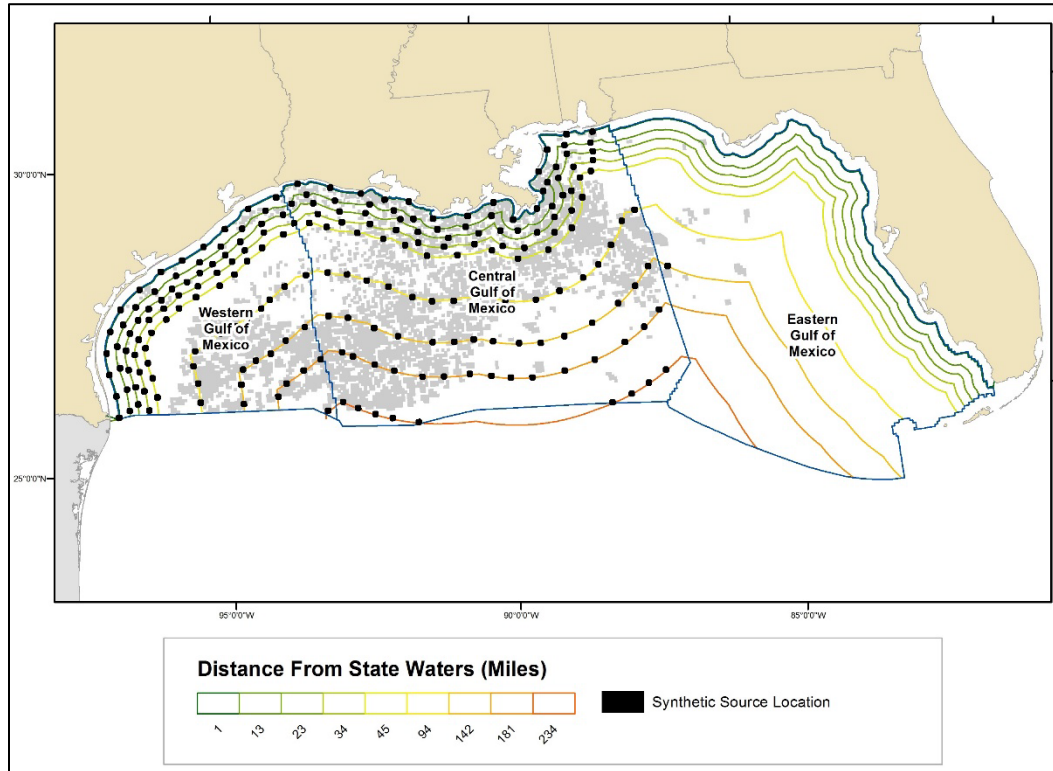 30°0'0"N
Central
Gulf of
Mexico
Western
Gulf of
Mexico
Eastern
Gulf of
Mexico
25°0'0"N
95°0'0"W
90°0'0"W
85°0'0"W
Distance From State Waters (Miles)
1 13 23 34 45 94 142 181 234
Synthetic Source Location